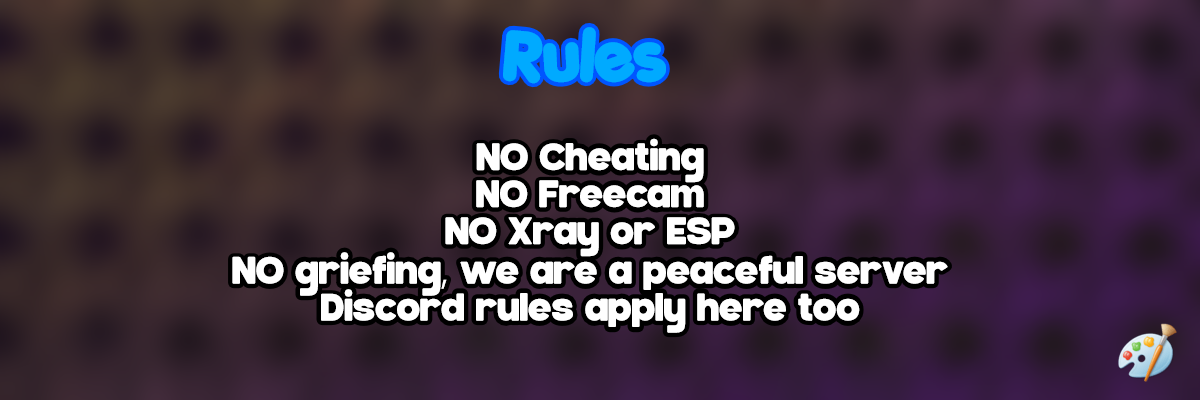 Rules
NO Cheating
NO Freecam
NO Xray or ESP
NO griefing, we are a peaceful server
Discord rules apply here too